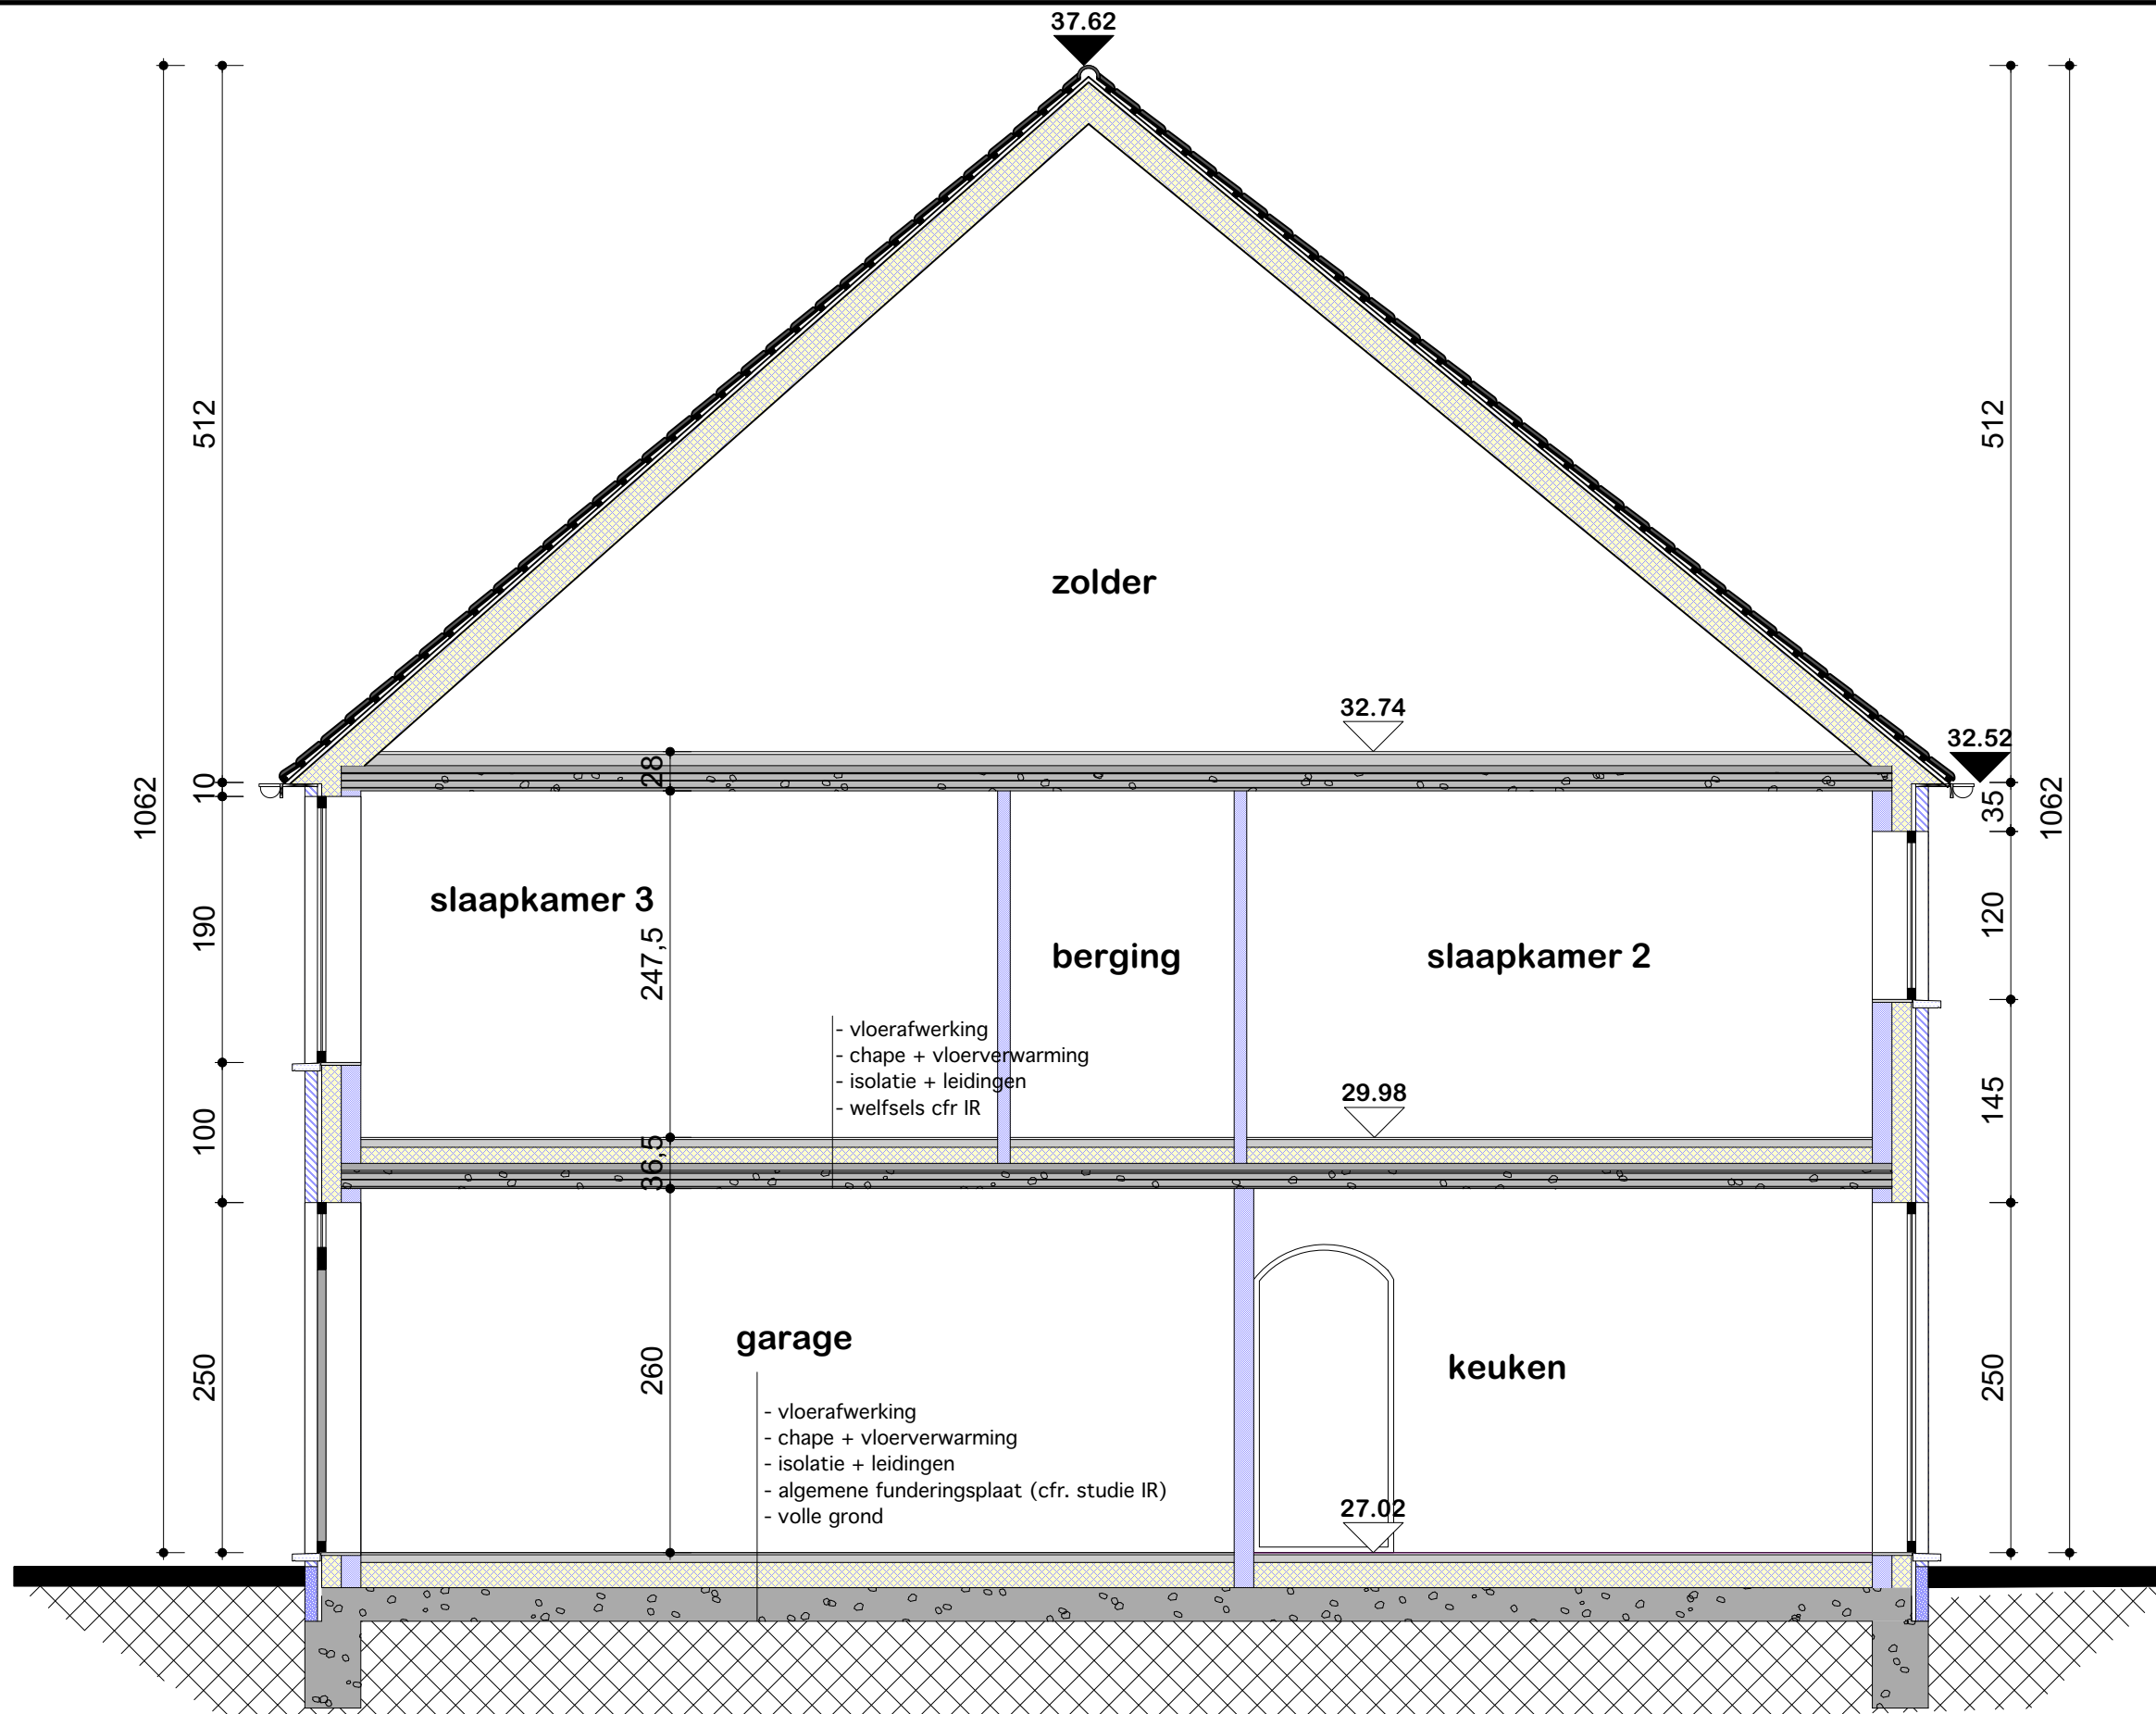 37.62
512
512
zolder
32.74
32.52
28
10
35
1062
1062
slaapkamer 3
190
120
247,5
berging
slaapkamer 2
- vloerafwerking
- chape + vloerverwarming
- isolatie + leidingen
- welfsels cfr IR
29.98
100
145
36,5
garage
260
keuken
250
250
- vloerafwerking
- chape + vloerverwarming
- isolatie + leidingen
- algemene funderingsplaat (cfr. studie IR)
- volle grond
27.02